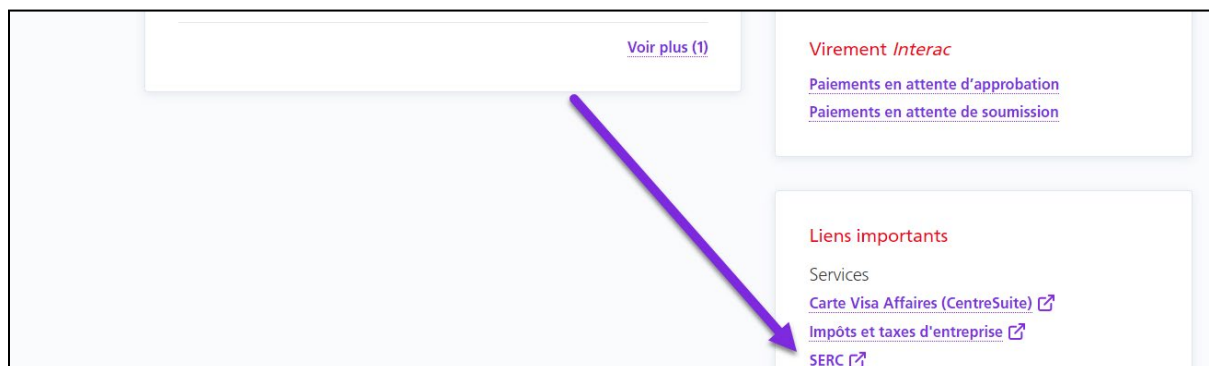 Voir plus (1)
Virement Interac
Paiements en attente d’approbation
Paiements en attente de soumission
Liens importants
Services
Carte Visa Affaires (CentreSuite)
Impôts et taxes d'entreprise
SERC